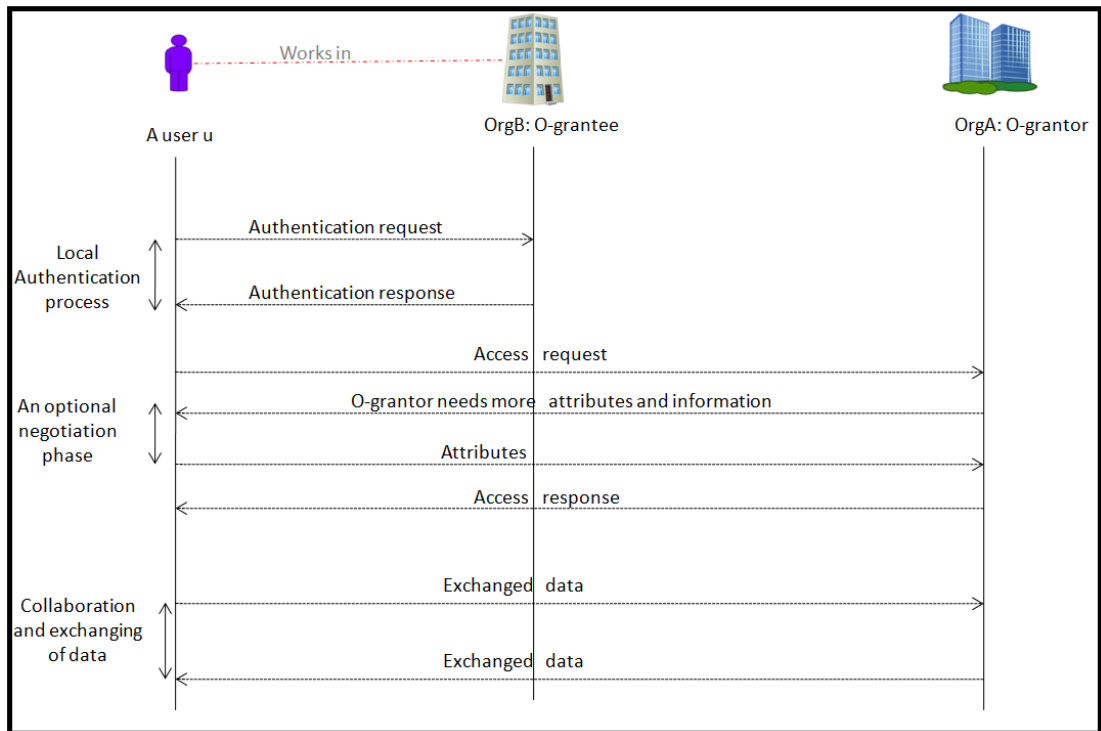 Works in
A user u
OrgB: O-grantee
OrgA: O-grantor
Authentication request
Local
Authentication
process
Authentication response
Access request
An optional
negotiation
phase
O-grantor needs more attributes and information
Attributes
Access response
Exchanged data
Collaboration
and exchanging
of data
Exchanged data